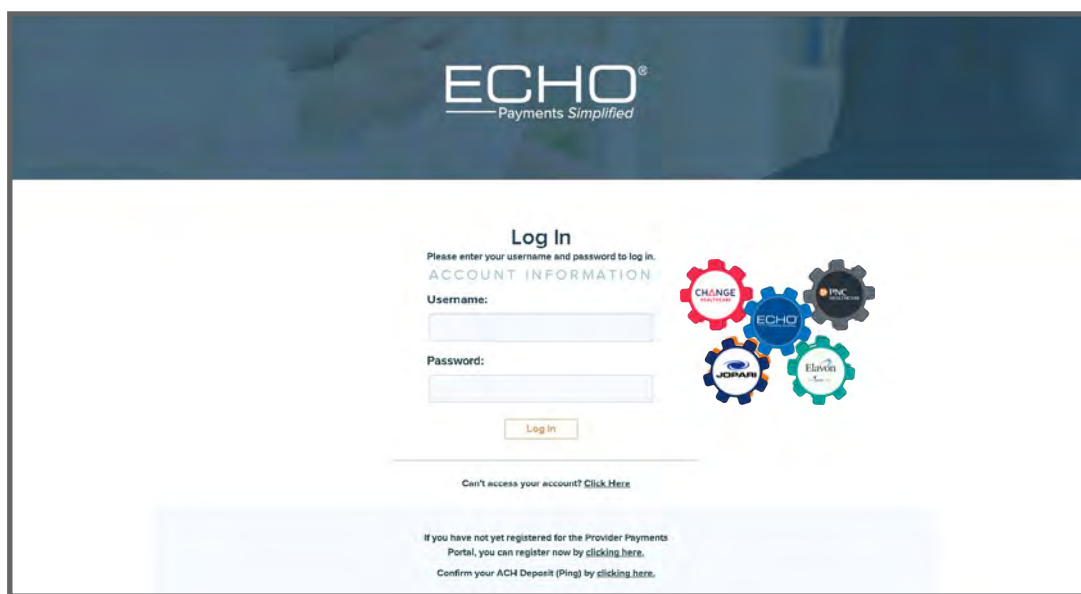 ECHO®
Payments Simplified
Log In
Please enter your username and password to log in.
ACCOUNT INFORMATION
Username:
Password:
Log In
CHANGE
HEALTHCARE
PNC
HEALTHCARE
ECHO
JOPARI
Elavon
Can't access your account? Click Here
If you have not yet registered for the Provider Payments
Portal, you can register now by clicking here.
Confirm your ACH Deposit (Ping) by clicking here.